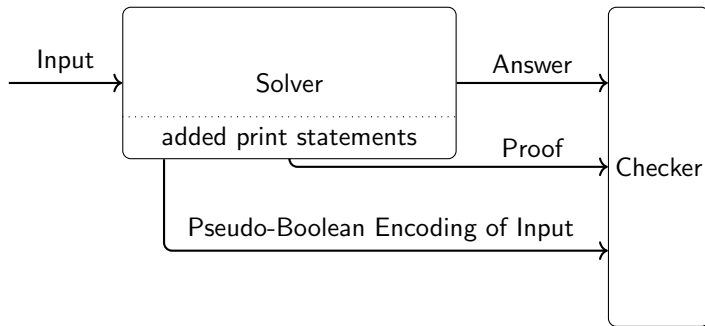 Input
Solver
Answer
added print statements
Proof
Checker
Pseudo-Boolean Encoding of Input